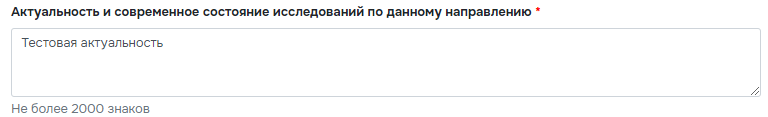 Актуальность и современное состояние исследований по данному направлению *
Тестовая актуальность
Не более 2000 знаков